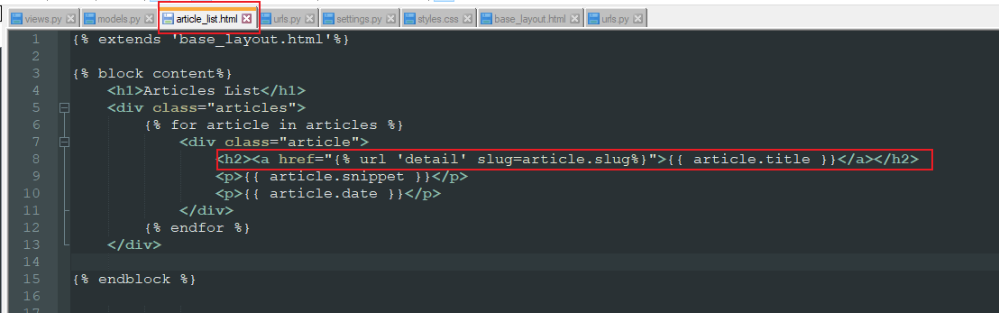 views.py models.py article_list.html urls.py settings.py styles.css base_layout.html urls.py
1 {% extends 'base_layout.html'%}
2
3 {% block content%}
4 <h1>Articles List</h1>
5 <div class="articles">
6 {% for article in articles %}
7 <div class="article">
8 <h2><a href="{% url 'detail' slug=article.slug%}">{{ article.title }}</a></h2>
9 <p>{{ article.snippet }}</p>
10 <p>{{ article.date }}</p>
11 </div>
12 {% endfor %}
13 </div>
14
15 {% endblock %}
16
17